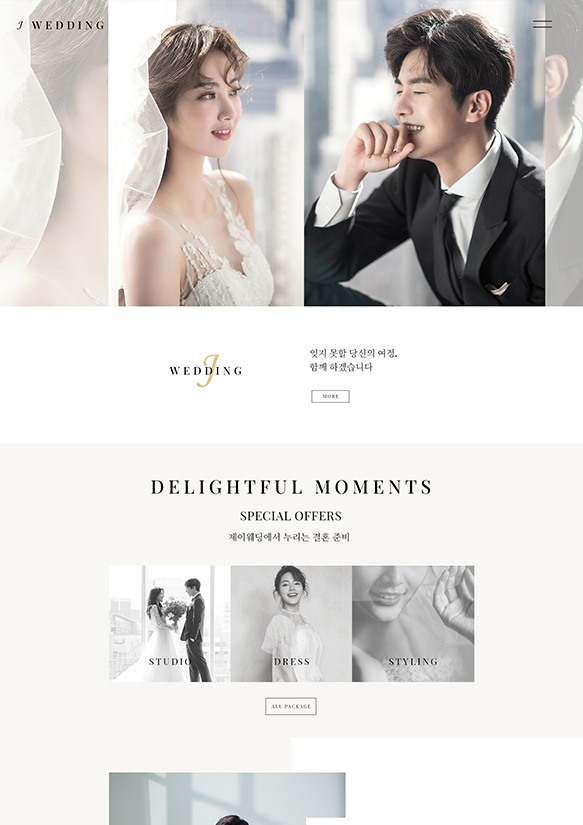 J WEDDING
WEDDING
J
잊지 못할 당신의 여정,
함께 하겠습니다
MORE
DELIGHTFUL MOMENTS
SPECIAL OFFERS
제이웨딩에서 누리는 결혼 준비
STUDIO
DRESS
STYLING
ALL PACKAGE